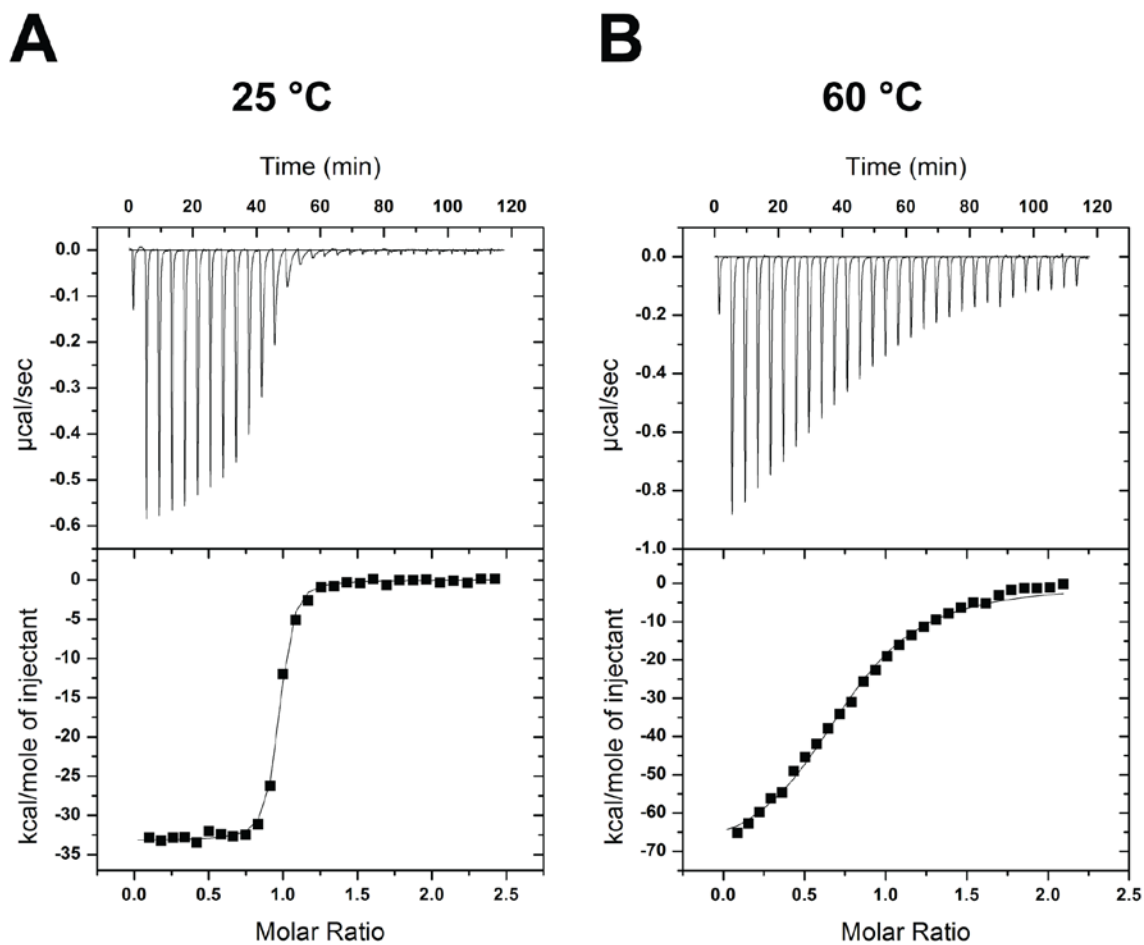 A
25 °C
Time (min)
0 20 40 60 80 100 120
0.0
-0.1
-0.2
-0.3
-0.4
-0.5
-0.6
µcal/sec
0
-5
-10
-15
-20
-25
-30
-35
kcal/mole of injectant
0.0 0.5 1.0 1.5 2.0 2.5
Molar Ratio
B
60 °C
Time (min)
0 20 40 60 80 100 120
0.0
-0.2
-0.4
-0.6
-0.8
-1.0
µcal/sec
0
-10
-20
-30
-40
-50
-60
-70
kcal/mole of injectant
0.0 0.5 1.0 1.5 2.0 2.5
Molar Ratio